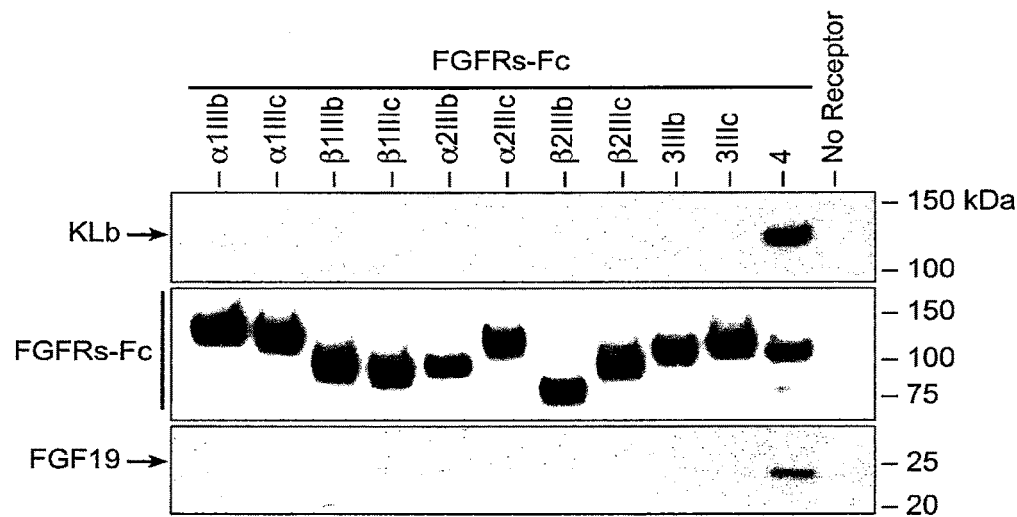 FGFRs-Fc
α1IIIb
α1IIIc
β1IIIb
β1IIIc
α2IIIb
α2IIIc
β2IIIb
β2IIIc
3IIIb
3IIIc
4
No Receptor
KLb
150 kDa
100
FGFRs-Fc
150
100
75
FGF19
25
20